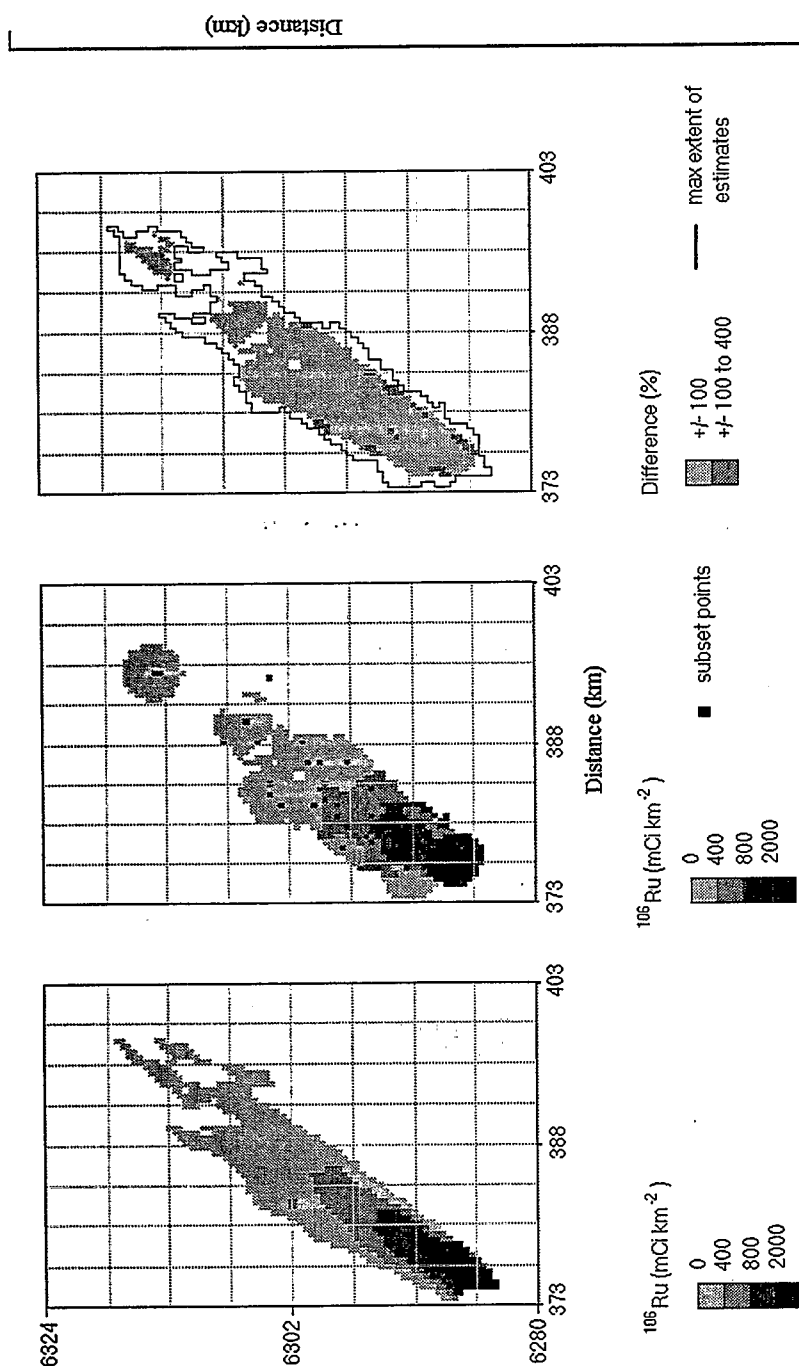 Distance (km)
6324
6302
6280
373
388
403
373
388
403
373
388
403
Distance (km)
¹⁰⁶Ru (mCi km⁻²)
0
400
800
2000
¹⁰⁶Ru (mCi km⁻²)
0
400
800
2000
subset points
Difference (%)
+/- 100
+/- 100 to 400
max extent of
estimates